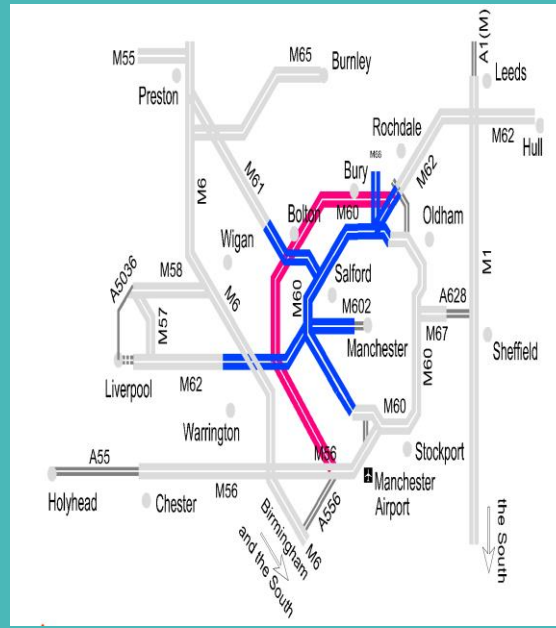 A1(M)
M55
M65
Burnley
Leeds
Preston
Rochdale
M66
M62
M62
Hull
M61
Bury
M6
M60
Bolton
Oldham
Wigan
M1
A5036
M58
M6
M60
Salford
A628
M57
M602
M67
Manchester
M60
Sheffield
Liverpool
M62
M60
Warrington
Stockport
A55
M56
M56
Manchester
Airport
Holyhead
Chester
A556
Birmingham
and the South
M6
the South